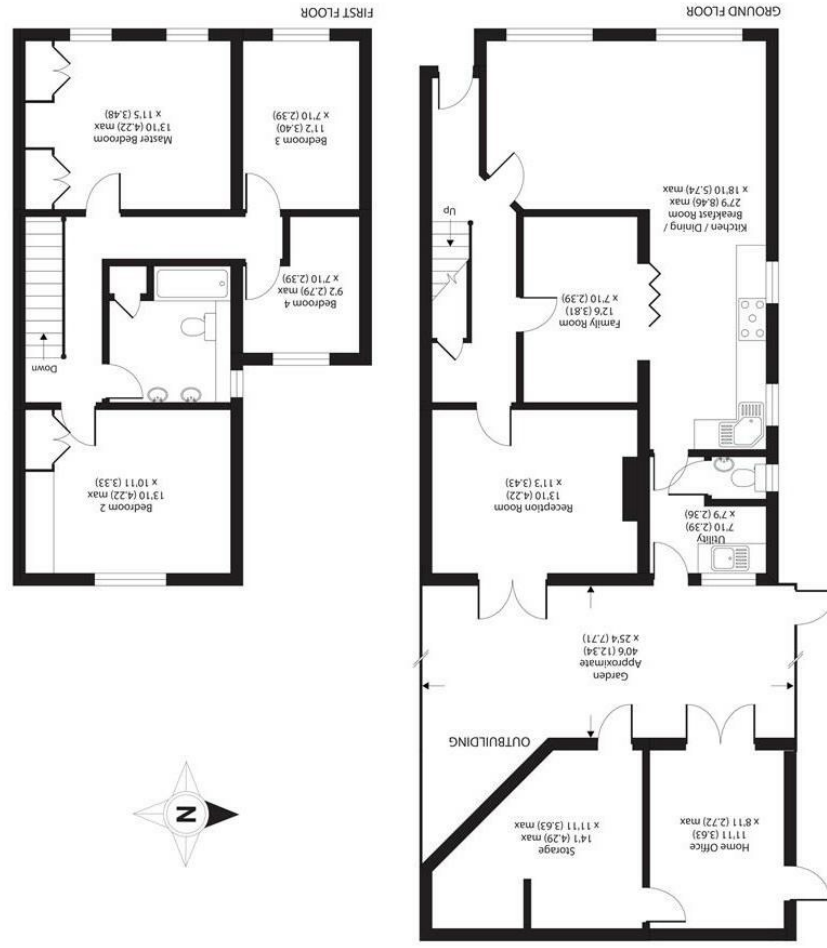 Home Office
11'11 (3.63)
x 8'11 (2.72) max
Storage
14'1 (4.29) max
x 11'11 (3.63) max
N
OUTBUILDING
Garden
Approximate
40'6 (12.34)
x 25'4 (7.71)
Utility
7'10 (2.39)
x 7'9 (2.36)
Reception Room
13'10 (4.22)
x 11'3 (3.43)
Bedroom 2
13'10 (4.22) max
x 10'11 (3.33)
Down
Family Room
12'6 (3.81)
x 7'10 (2.39)
Bedroom 4
9'2 (2.79) max
x 7'10 (2.39)
Kitchen / Dining /
Breakfast Room
27'9 (8.46) max
x 18'10 (5.74) max
Up
Bedroom 3
11'2 (3.40)
x 7'10 (2.39)
Master Bedroom
13'10 (4.22) max
x 11'5 (3.48)
GROUND FLOOR
FIRST FLOOR